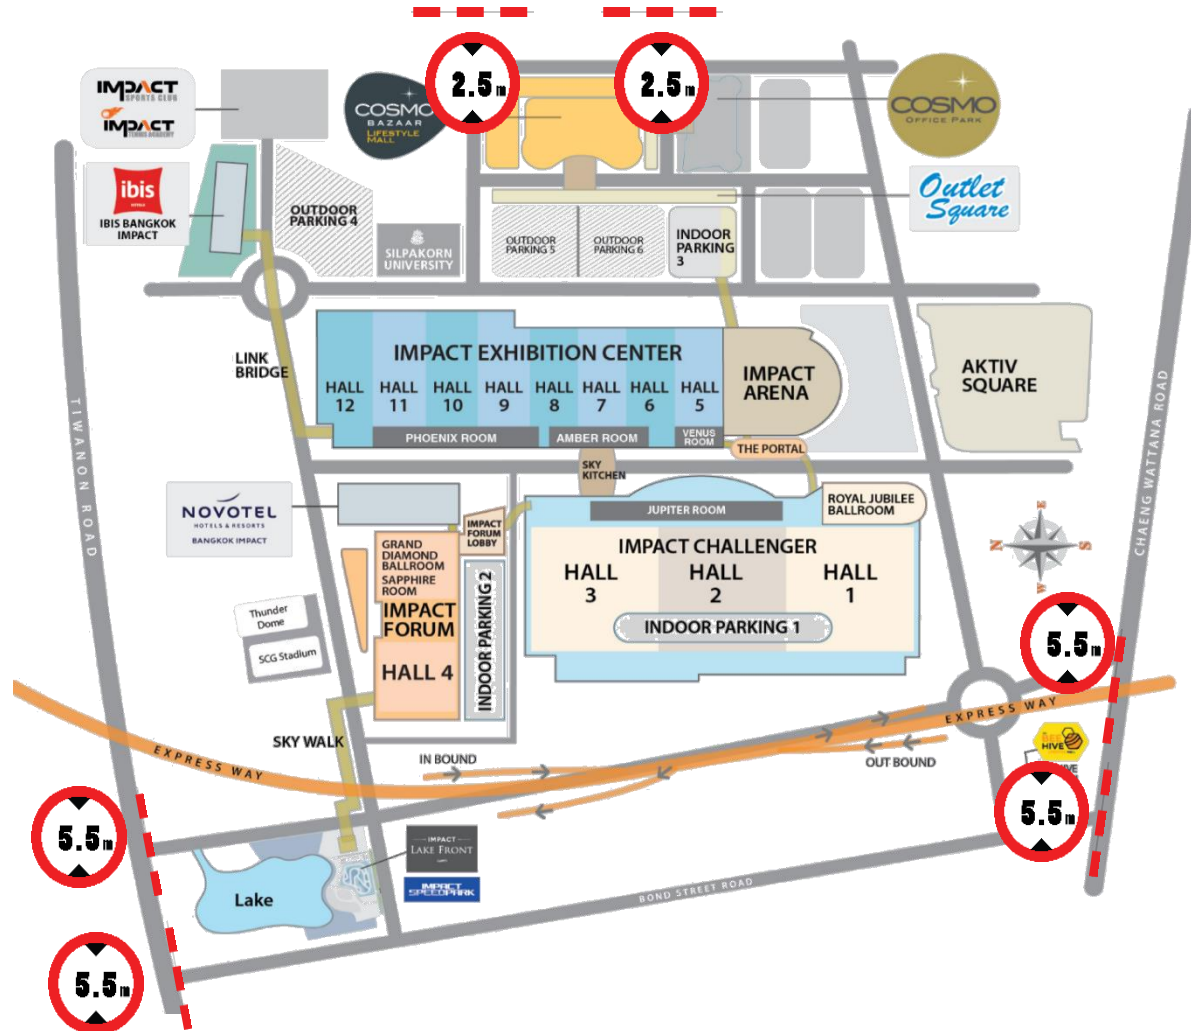 2.5 m
2.5 m
IMPACT
SPORTS CLUB
IMPACT
TENNIS ACADEMY
COSMO
BAZAAR
LIFESTYLE
MALL
COSMO
OFFICE PARK
ibis
HOTELS
IBIS BANGKOK
IMPACT
OUTDOOR
PARKING 4
SILPAKORN
UNIVERSITY
OUTDOOR
PARKING 5
OUTDOOR
PARKING 6
INDOOR
PARKING
3
Outlet
Square
LINK
BRIDGE
IMPACT EXHIBITION CENTER
HALL
12
HALL
11
HALL
10
HALL
9
HALL
8
HALL
7
HALL
6
HALL
5
PHOENIX ROOM
AMBER ROOM
VENUS
ROOM
IMPACT
ARENA
THE PORTAL
AKTIV
SQUARE
TIWANON ROAD
CHAENG WATTANA ROAD
SKY
KITCHEN
NOVOTEL
HOTELS & RESORTS
BANGKOK IMPACT
IMPACT
FORUM
LOBBY
JUPITER ROOM
ROYAL JUBILEE
BALLROOM
GRAND
DIAMOND
BALLROOM
SAPPHIRE
ROOM
IMPACT
FORUM
HALL 4
INDOOR PARKING 2
IMPACT CHALLENGER
HALL
3
HALL
2
HALL
1
INDOOR PARKING 1
E
N
S
W
Thunder
Dome
SCG Stadium
5.5 m
SKY WALK
EXPRESS WAY
IN BOUND
OUT BOUND
EXPRESS WAY
HIVE
5.5 m
5.5 m
IMPACT
LAKE FRONT
IMPACT
SPEED PARK
Lake
BOND STREET ROAD
5.5 m